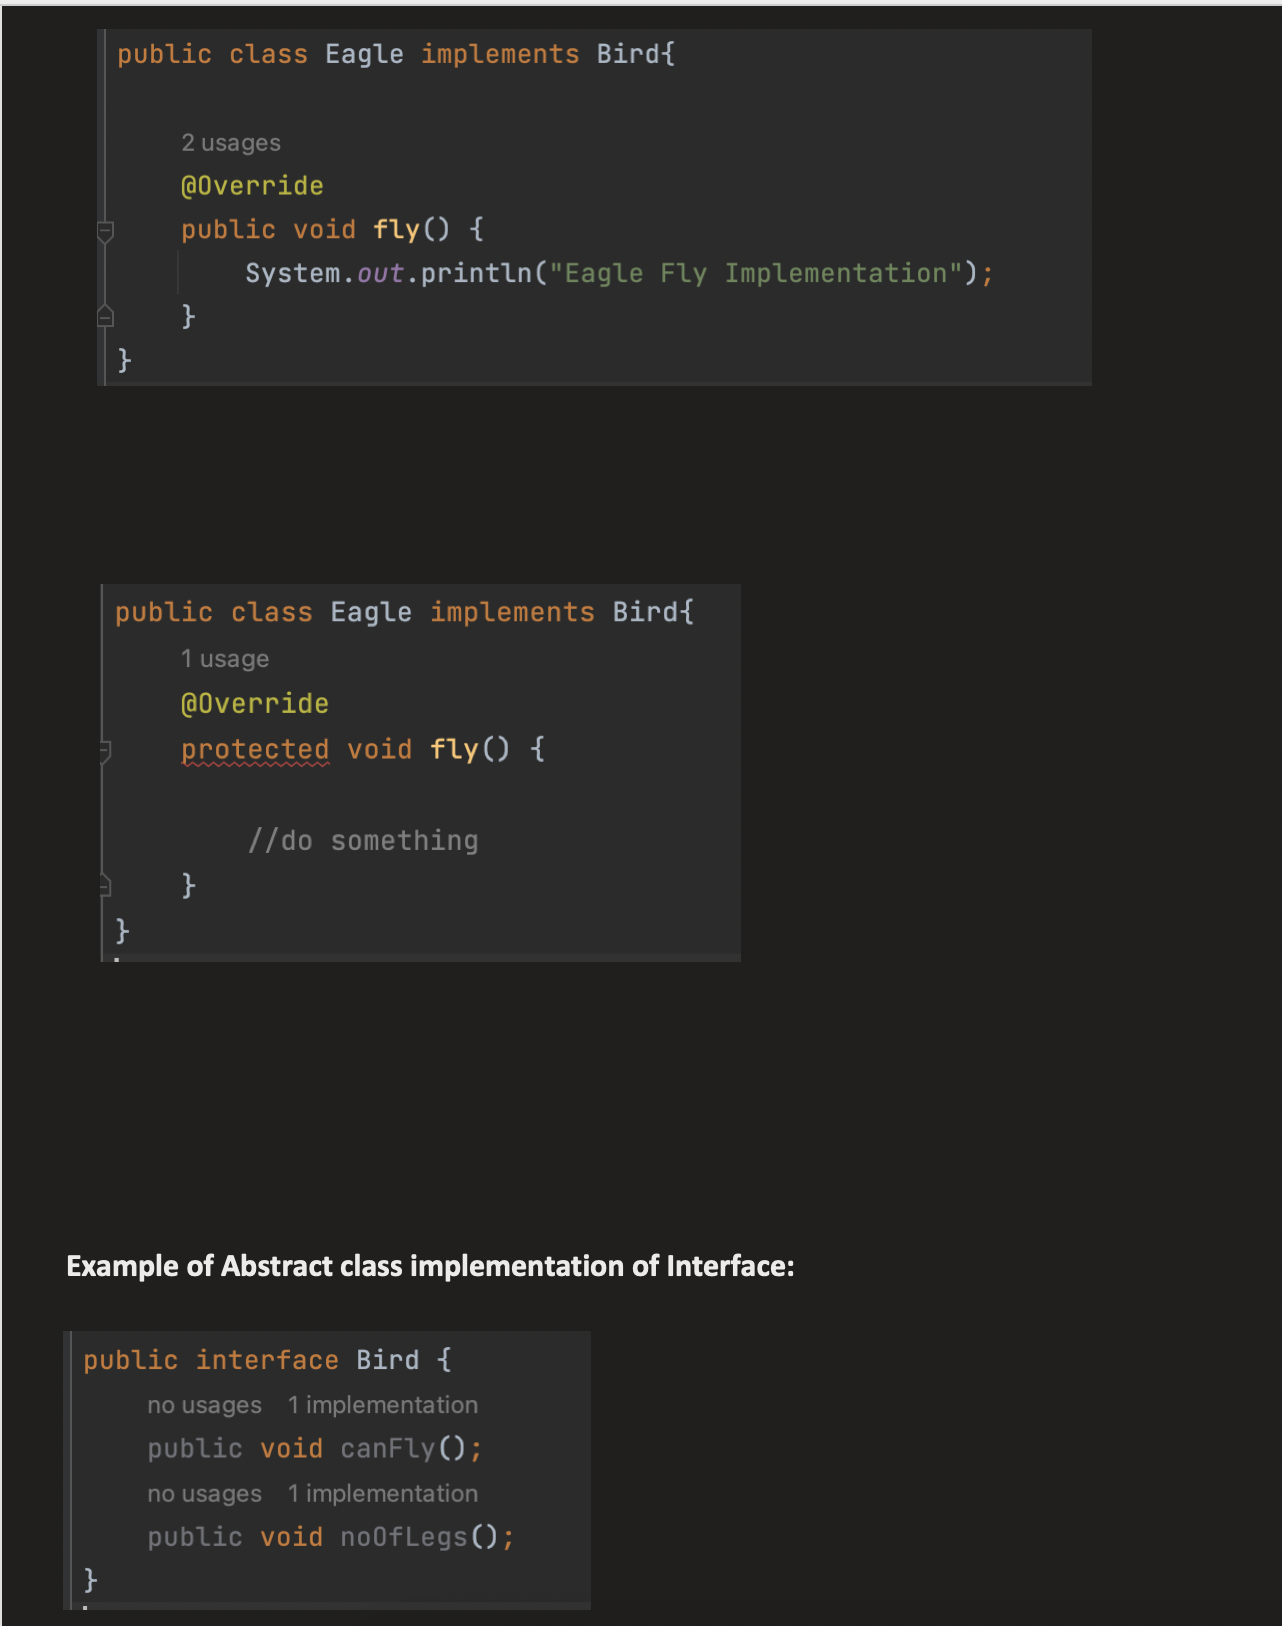 public class Eagle implements Bird{
2 usages
@Override
public void fly() {
System.out.println("Eagle Fly Implementation");
}
}
public class Eagle implements Bird{
1 usage
@Override
protected void fly() {
//do something
}
}
Example of Abstract class implementation of Interface:
public interface Bird {
no usages 1 implementation
public void canFly();
no usages 1 implementation
public void noOfLegs();
}